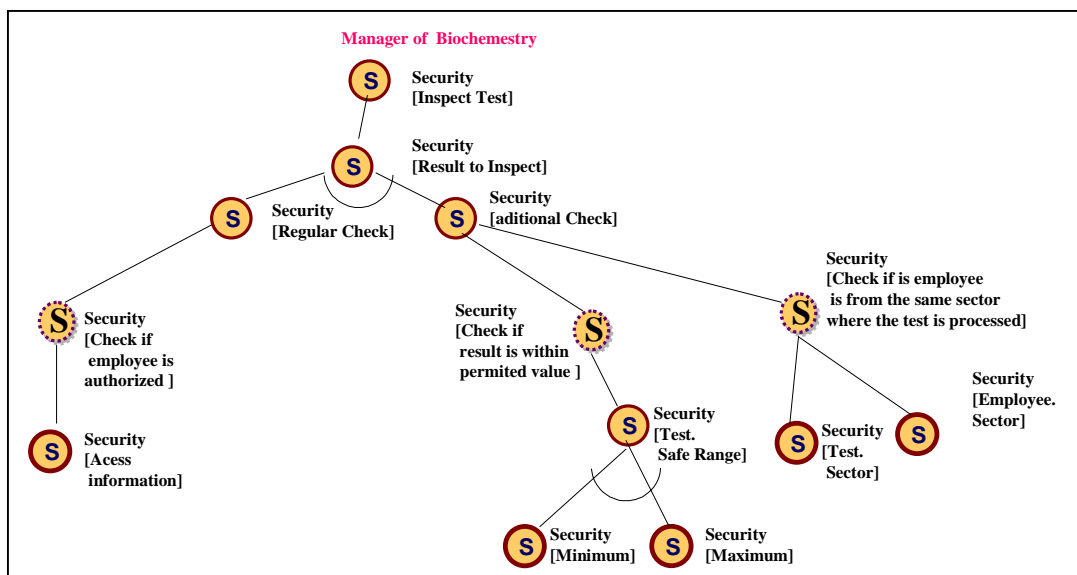 Manager of Biochemestry
S
Security
[Inspect Test]
S
Security
[Result to Inspect]
S
Security
[Regular Check]
S
Security
[aditional Check]
S
Security
[Check if
employee is
authorized ]
S
Security
[Check if
result is within
permited value ]
S
Security
[Check if is employee
is from the same sector
where the test is processed]
S
Security
[Acess
information]
S
Security
[Test.
Safe Range]
S
Security
[Test.
Sector]
S
Security
[Employee.
Sector]
S
Security
[Minimum]
S
Security
[Maximum]